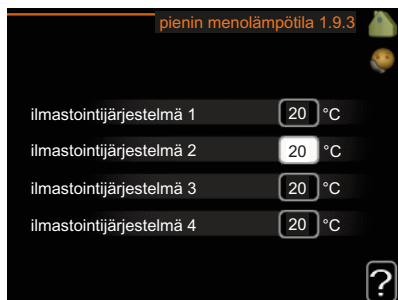 pienin menolämpötila 1.9.3
ilmastointijärjestelmä 1 20 °C
ilmastointijärjestelmä 2 20 °C
ilmastointijärjestelmä 3 20 °C
ilmastointijärjestelmä 4 20 °C
?